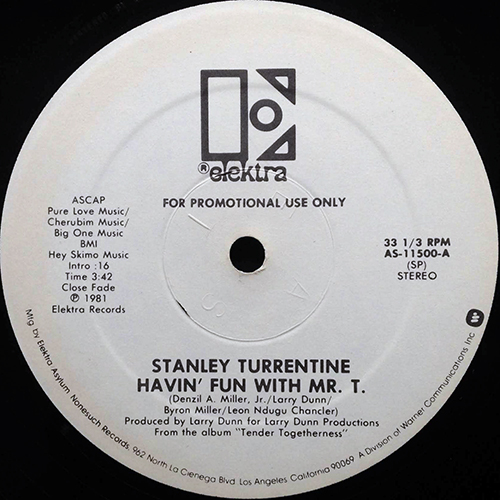 ® elektra
FOR PROMOTIONAL USE ONLY
ASCAP
Pure Love Music/
Cherubim Music/
Big One Music
BMI
Hey Skimo Music
Intro :16
Time 3:42
Close Fade
℗ 1981
Elektra Records
33 1/3 RPM
AS-11500-A
(SP)
STEREO
STANLEY TURRENTINE
HAVIN' FUN WITH MR. T.
(Denzil A. Miller, Jr./Larry Dunn/
Byron Miller/Leon Ndugu Chancler)
Produced by Larry Dunn for Larry Dunn Productions
From the album "Tender Togetherness"
Mfg by Elektra Asylum Nonesuch Records, 962 North La Cienega Blvd. Los Angeles, California 90069 A Division of Warner Communications Inc